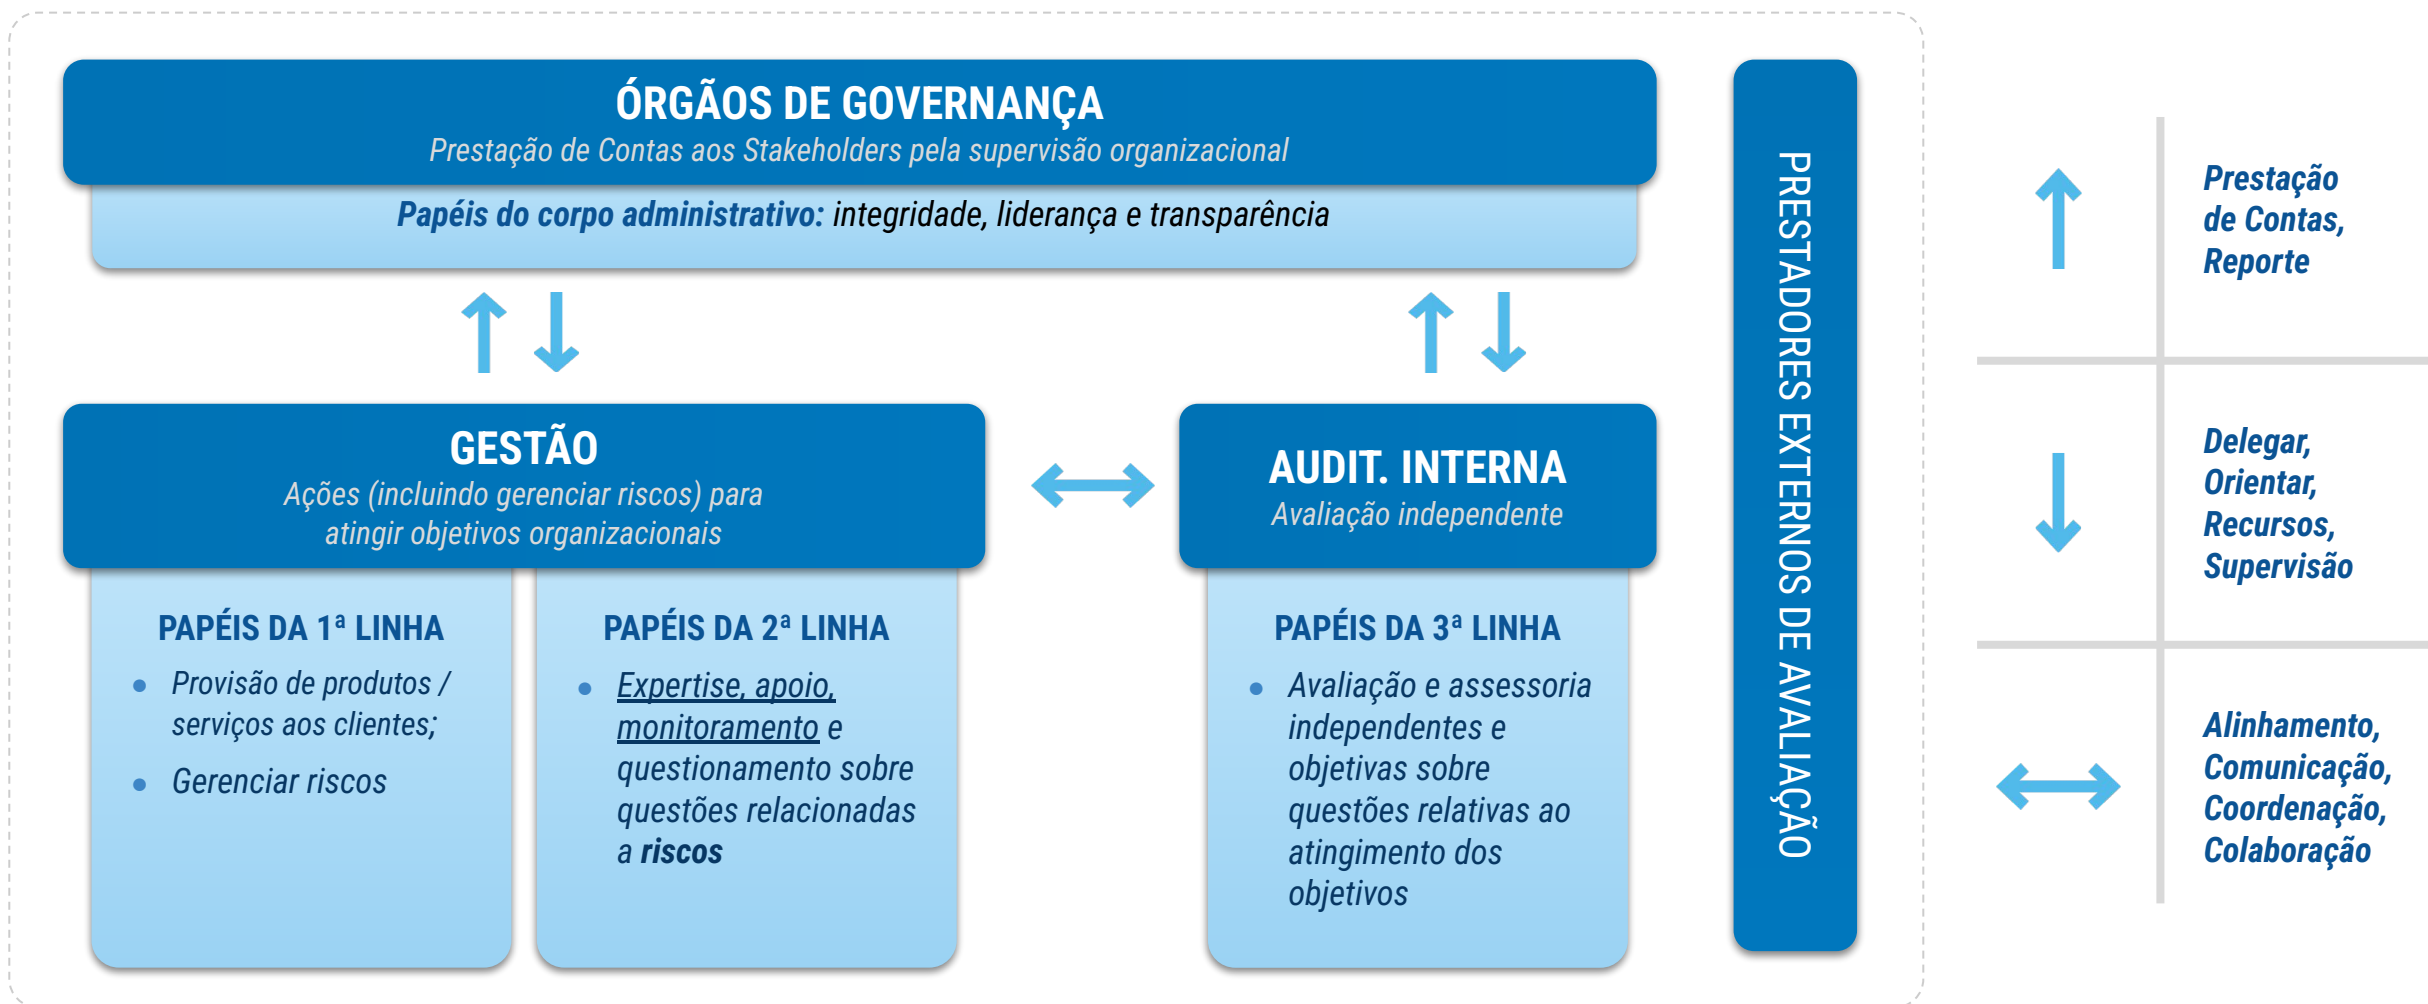 ÓRGÃOS DE GOVERNANÇA
Prestação de Contas aos Stakeholders pela supervisão organizacional
Papéis do corpo administrativo: integridade, liderança e transparência
GESTÃO
Ações (incluindo gerenciar riscos) para
atingir objetivos organizacionais
PAPÉIS DA 1ª LINHA
• Provisão de produtos /
serviços aos clientes;
• Gerenciar riscos
PAPÉIS DA 2ª LINHA
• Expertise, apoio,
monitoramento e
questionamento sobre
questões relacionadas
a riscos
AUDIT. INTERNA
Avaliação independente
PAPÉIS DA 3ª LINHA
• Avaliação e assessoria
independentes e
objetivas sobre
questões relativas ao
atingimento dos
objetivos
PRESTADORES EXTERNOS DE AVALIAÇÃO
Prestação
de Contas,
Reporte
Delegar,
Orientar,
Recursos,
Supervisão
Alinhamento,
Comunicação,
Coordenação,
Colaboração